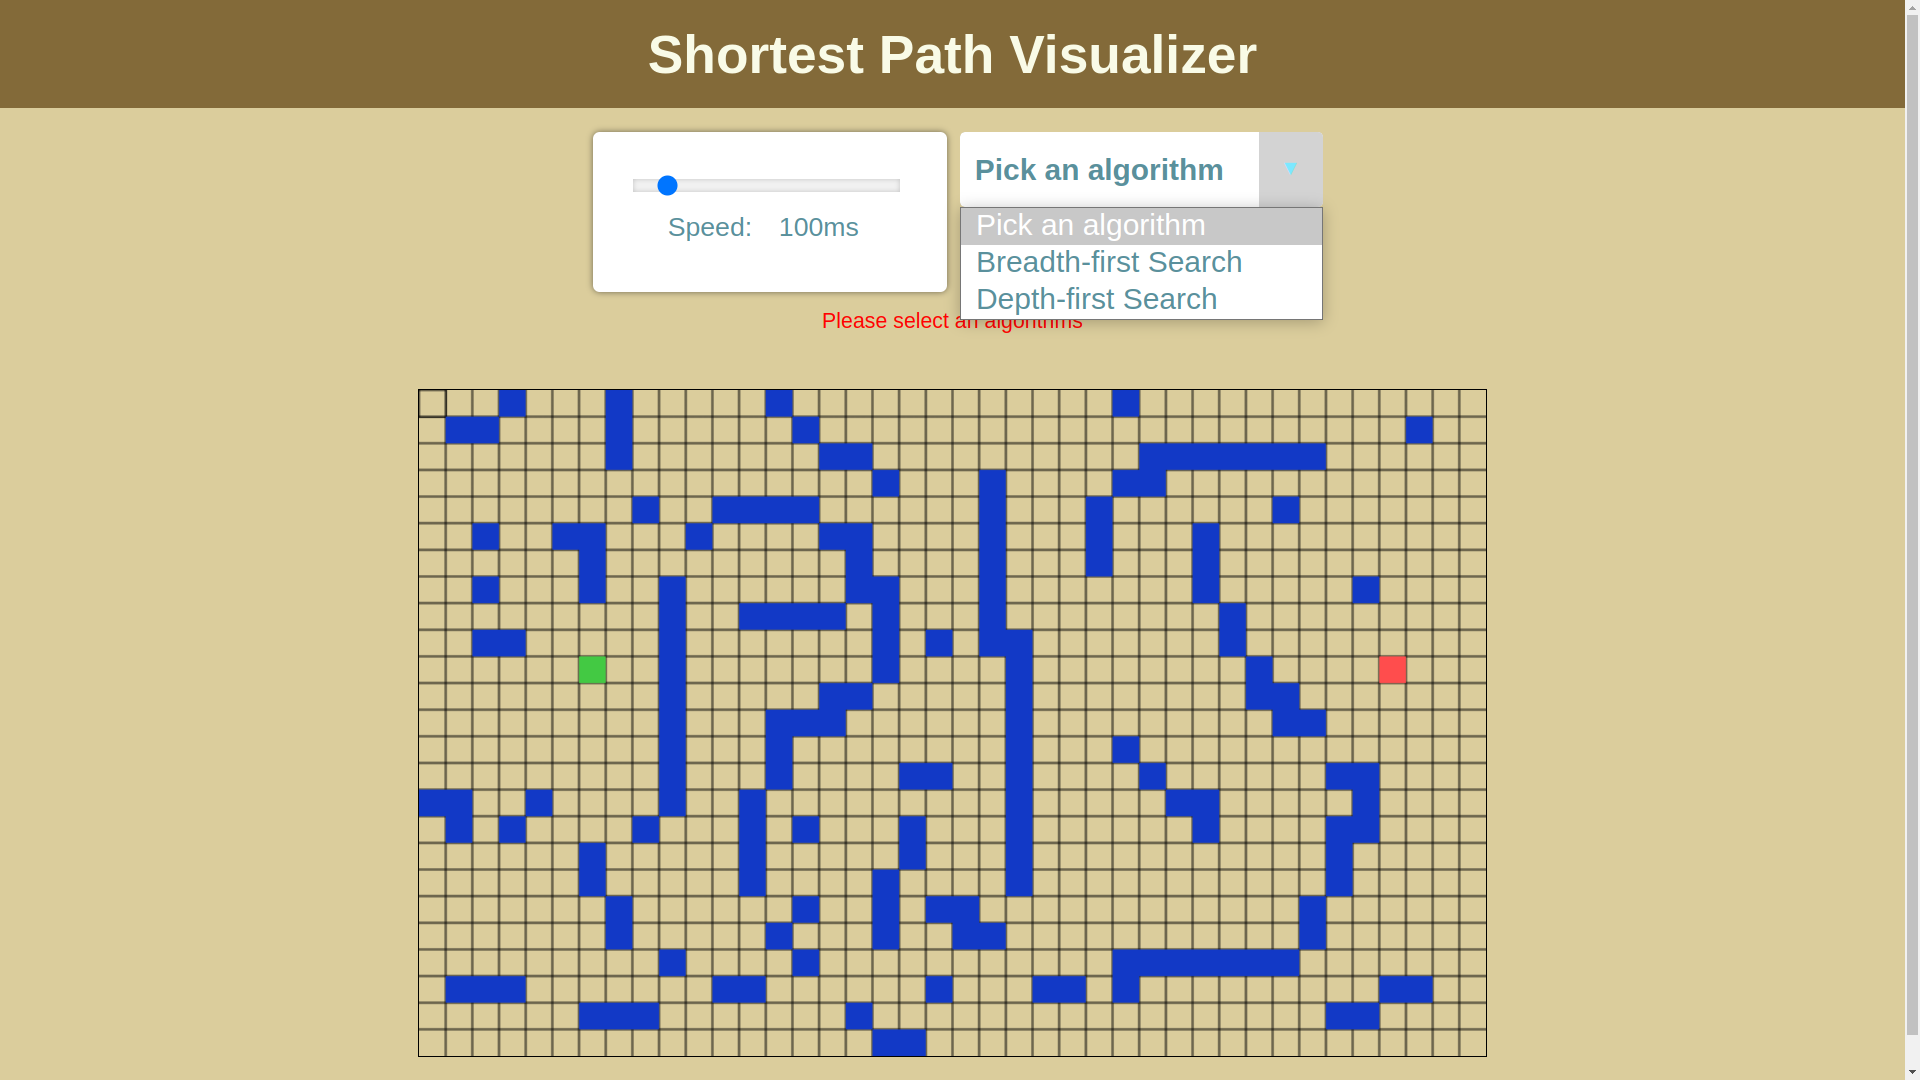 Shortest Path Visualizer
Speed: 100ms
Pick an algorithm
Pick an algorithm
Breadth-first Search
Depth-first Search
Please select an algorithms